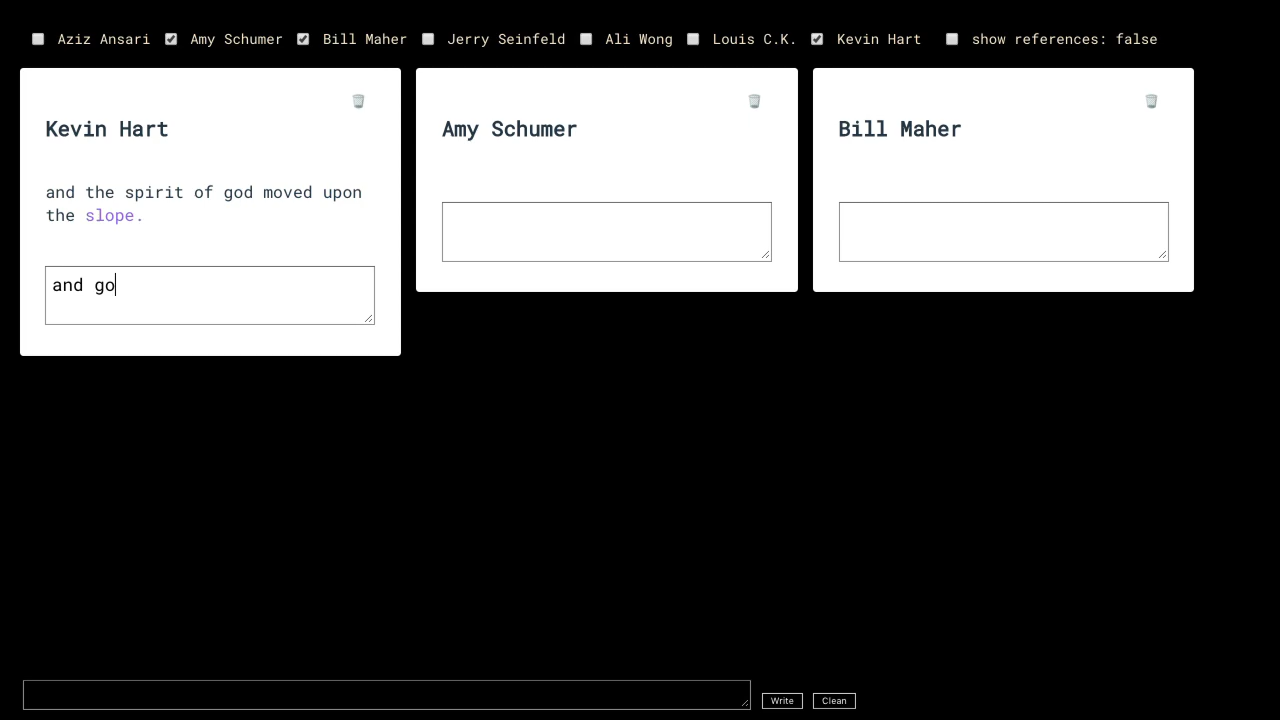 Aziz Ansari Amy Schumer Bill Maher Jerry Seinfeld Ali Wong Louis C.K. Kevin Hart show references: false
Kevin Hart
and the spirit of god moved upon
the slope.
and go
Amy Schumer
Bill Maher
Write Clean